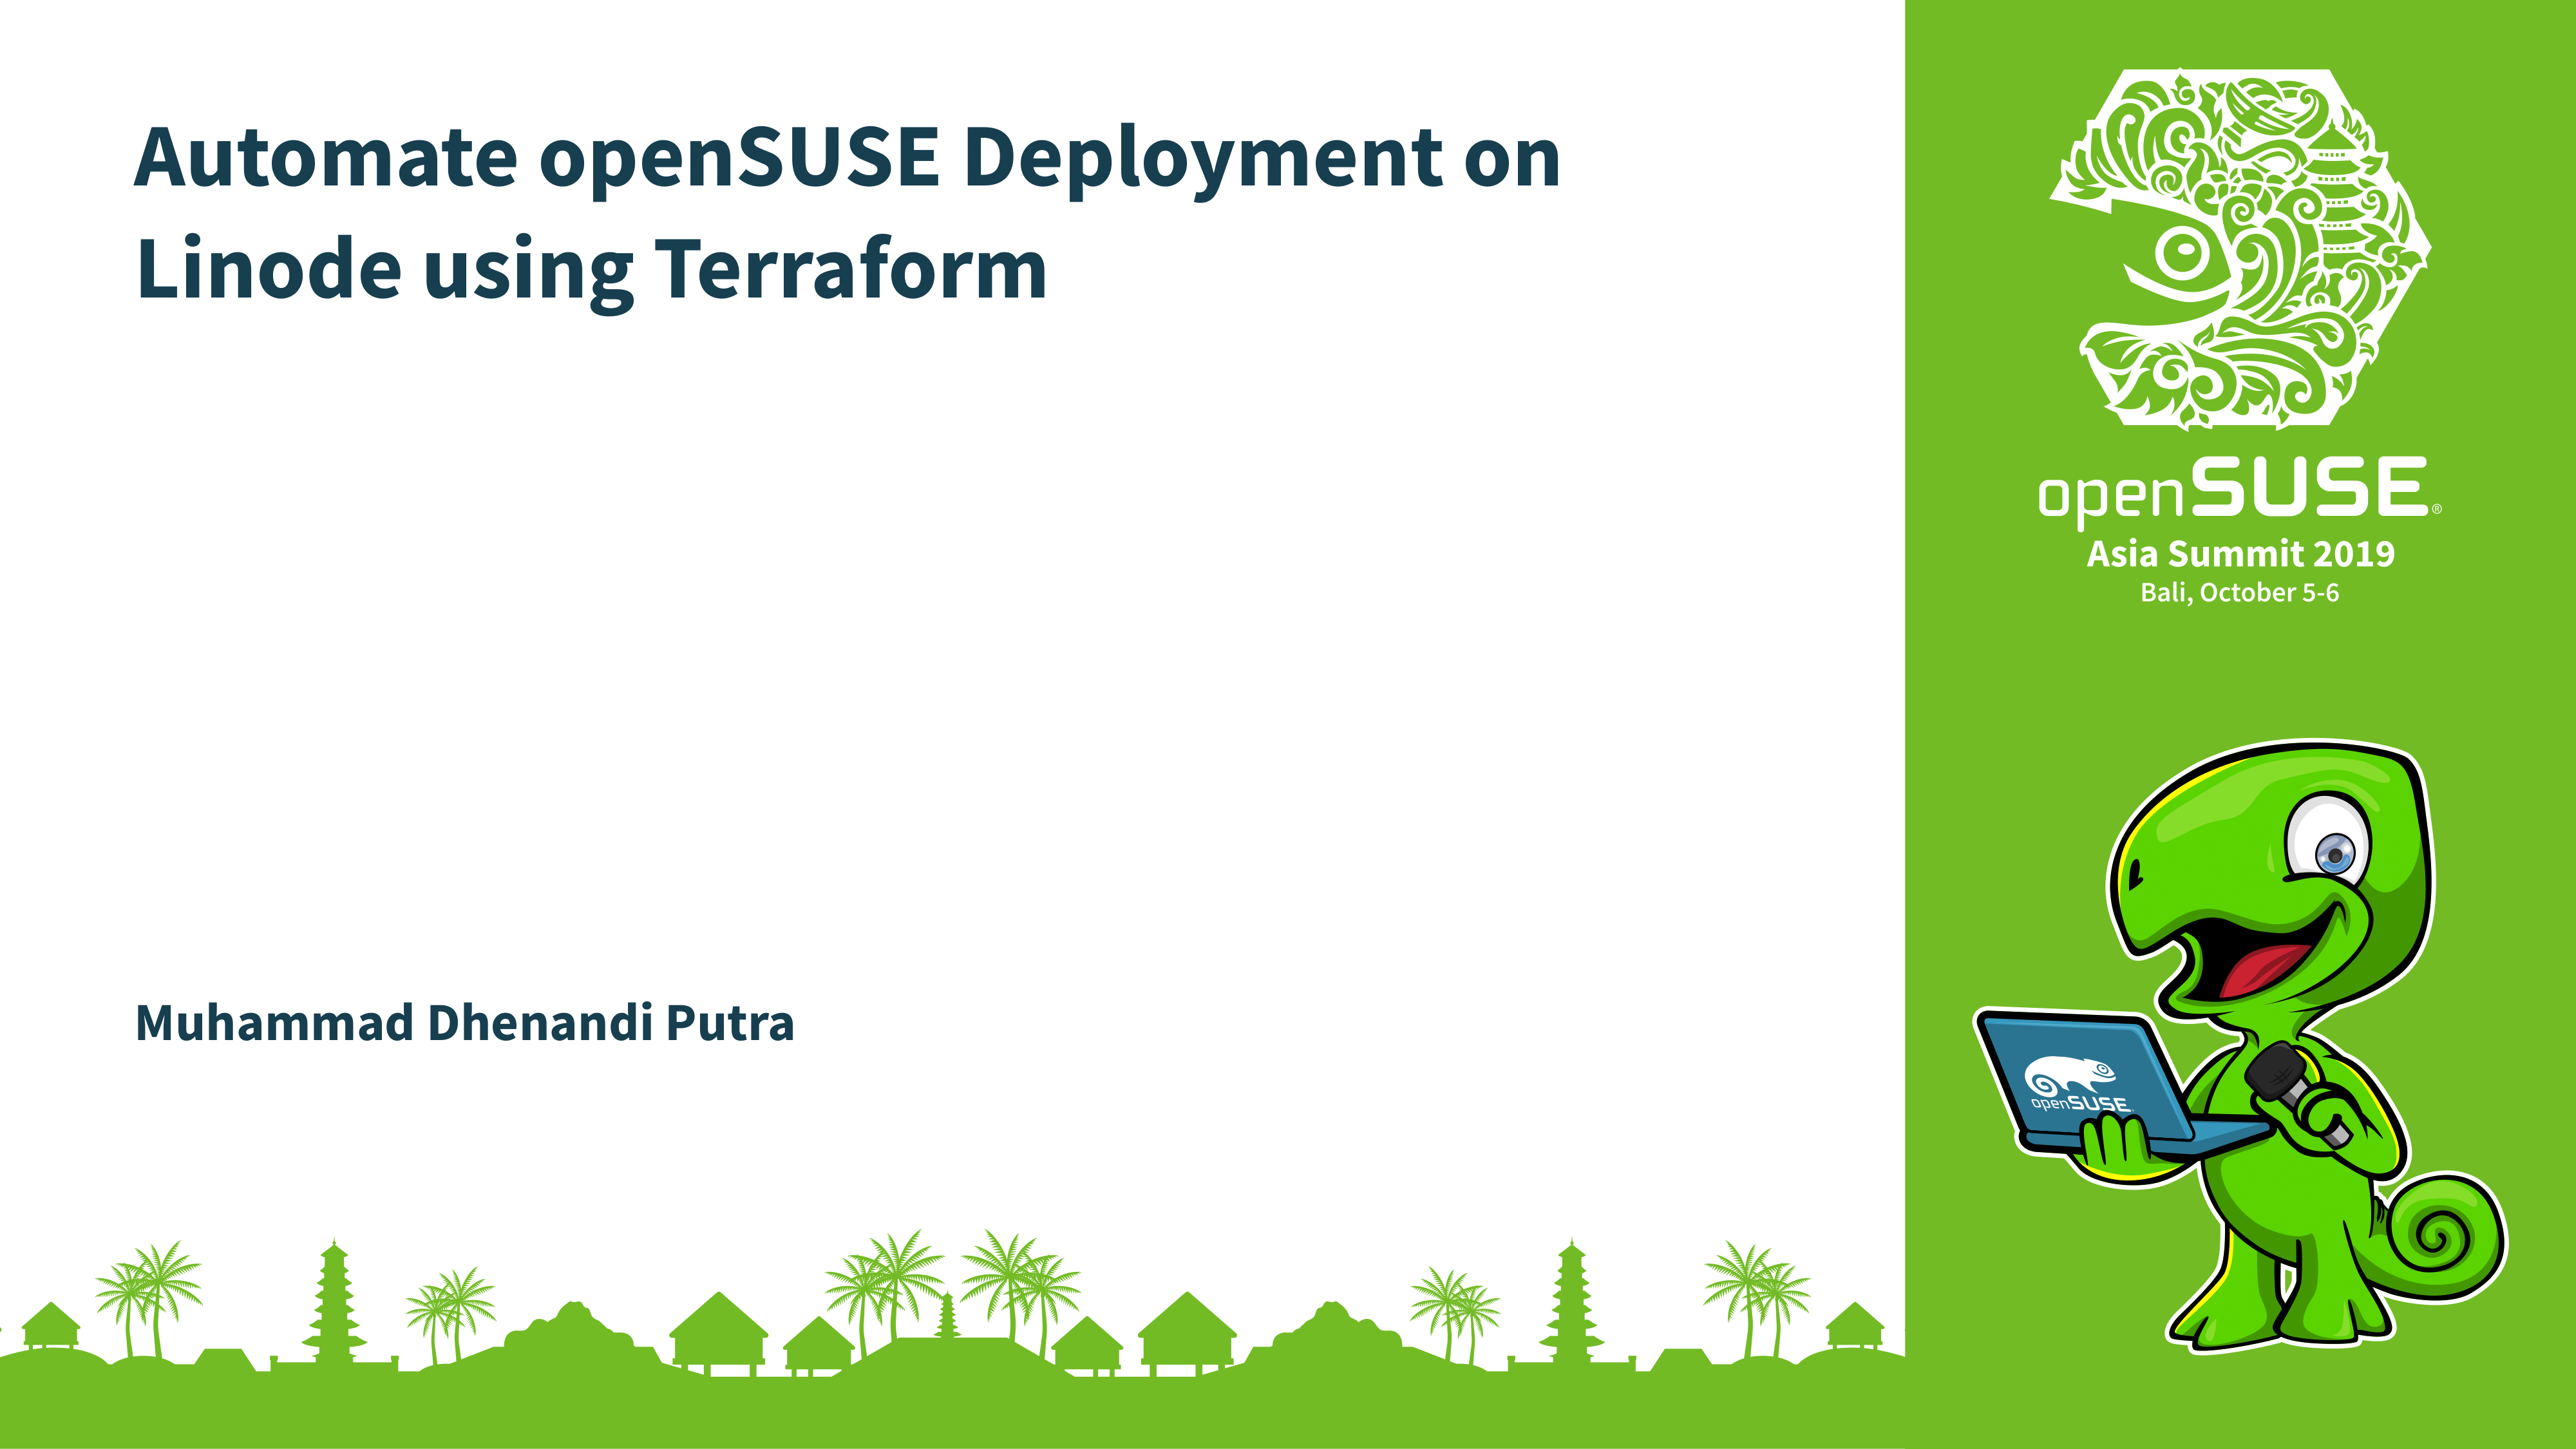 Automate openSUSE Deployment on
Linode using Terraform
Muhammad Dhenandi Putra
openSUSE®
Asia Summit 2019
Bali, October 5-6
openSUSE